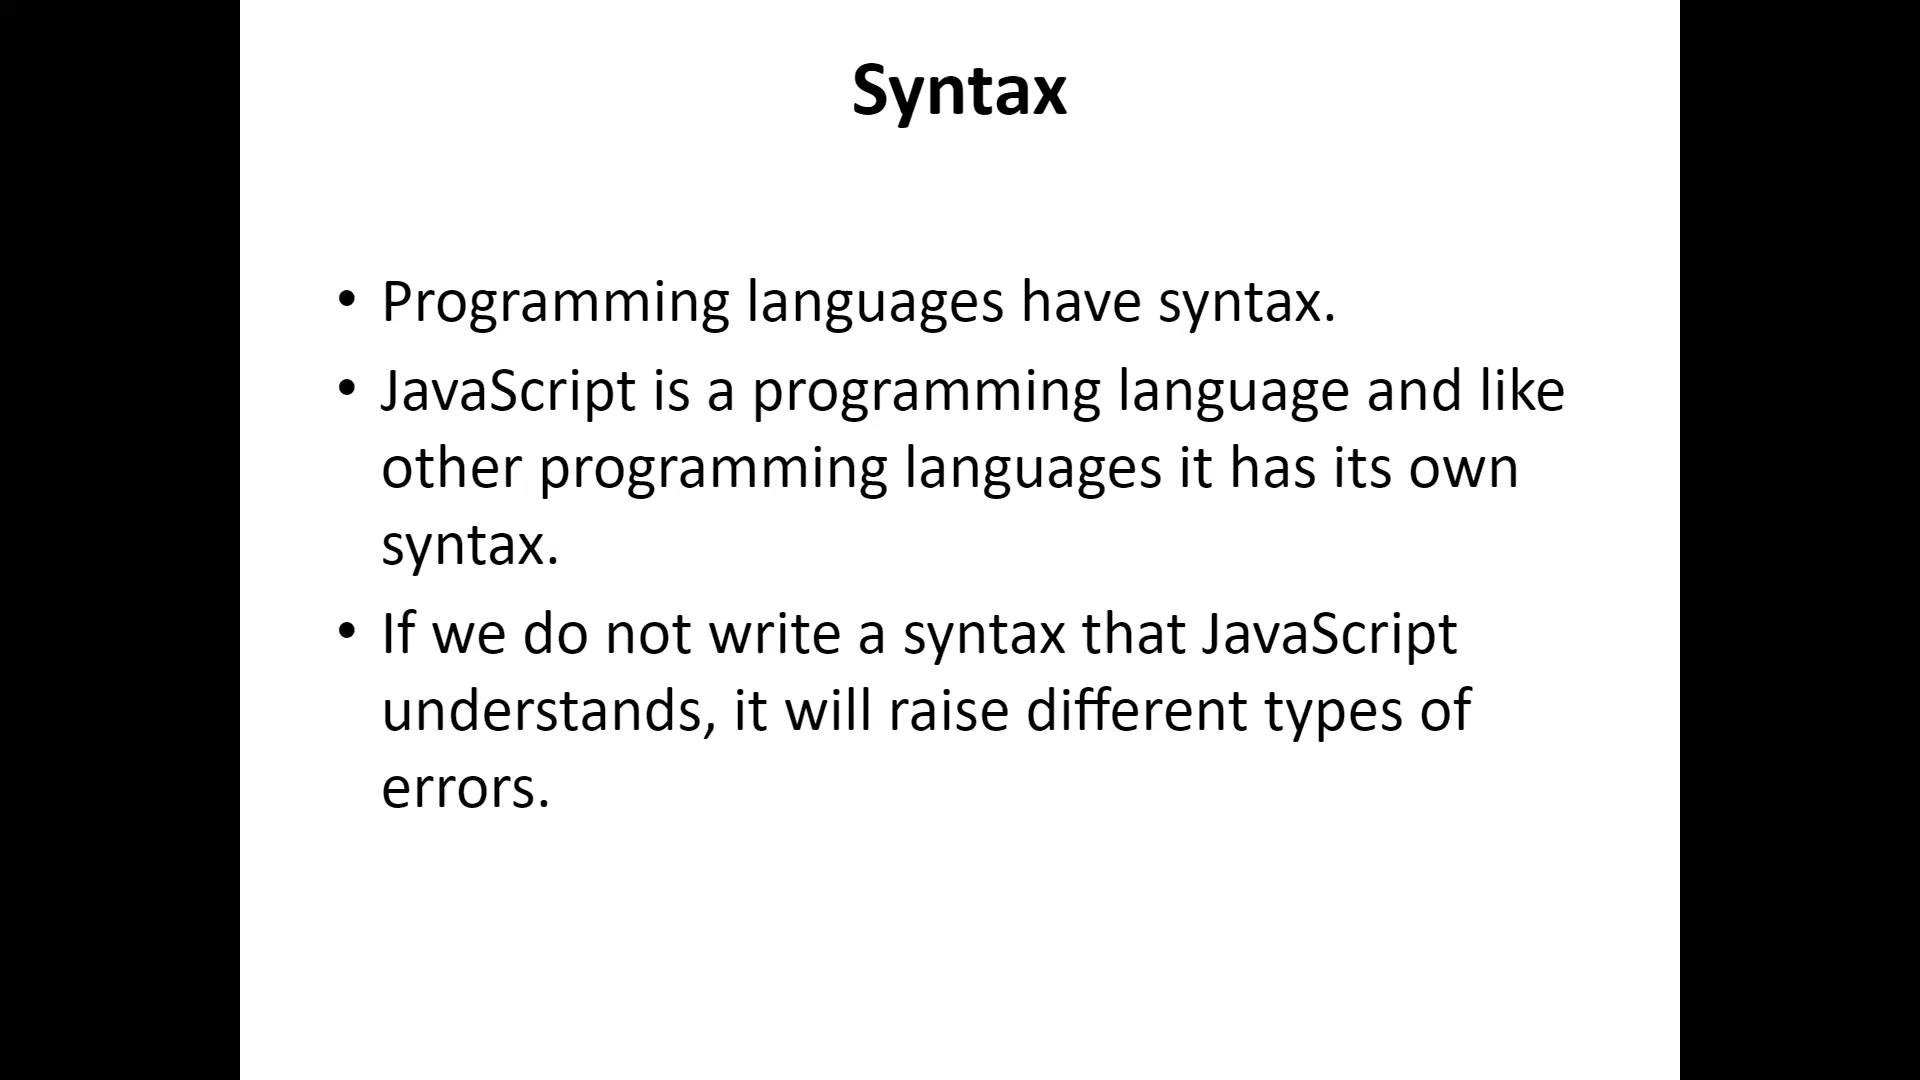 Syntax
• Programming languages have syntax.
• JavaScript is a programming language and like
other programming languages it has its own
syntax.
• If we do not write a syntax that JavaScript
understands, it will raise different types of
errors.